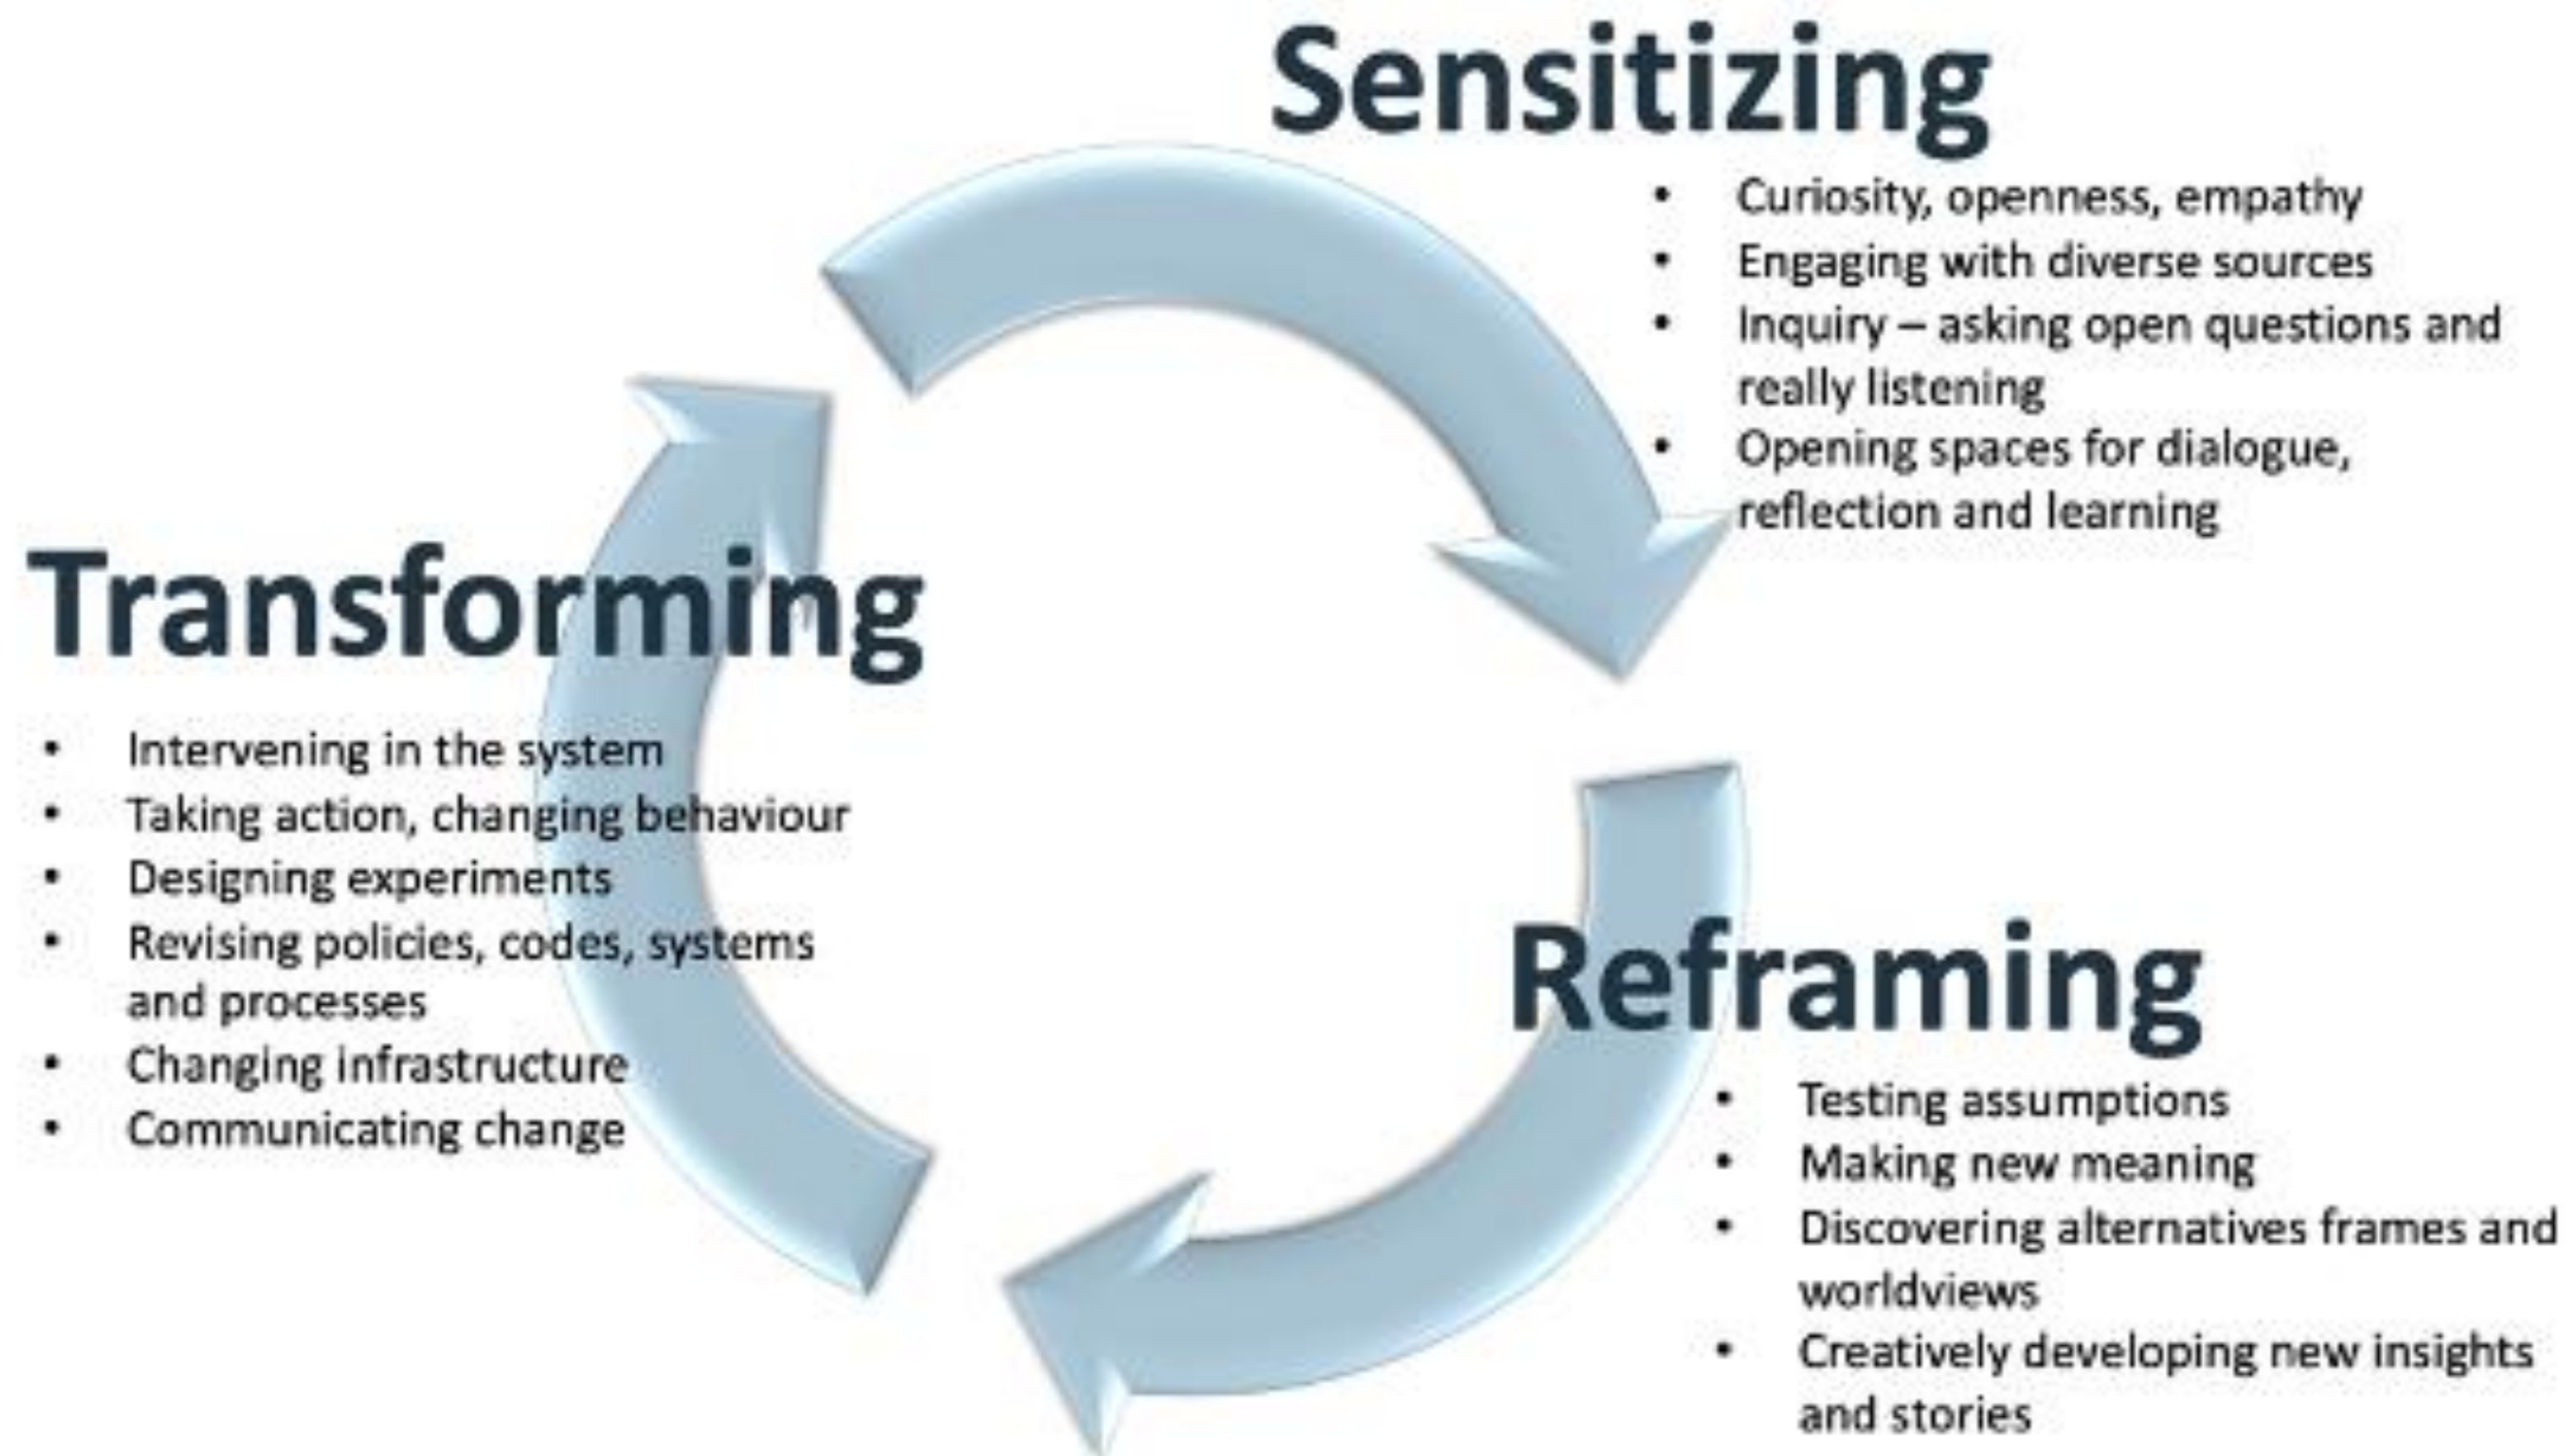 Sensitizing
• Curiosity, openness, empathy
• Engaging with diverse sources
• Inquiry – asking open questions and
really listening
• Opening spaces for dialogue,
reflection and learning
Transforming
• Intervening in the system
• Taking action, changing behaviour
• Designing experiments
• Revising policies, codes, systems
and processes
• Changing infrastructure
• Communicating change
Reframing
• Testing assumptions
• Making new meaning
• Discovering alternatives frames and
worldviews
• Creatively developing new insights
and stories